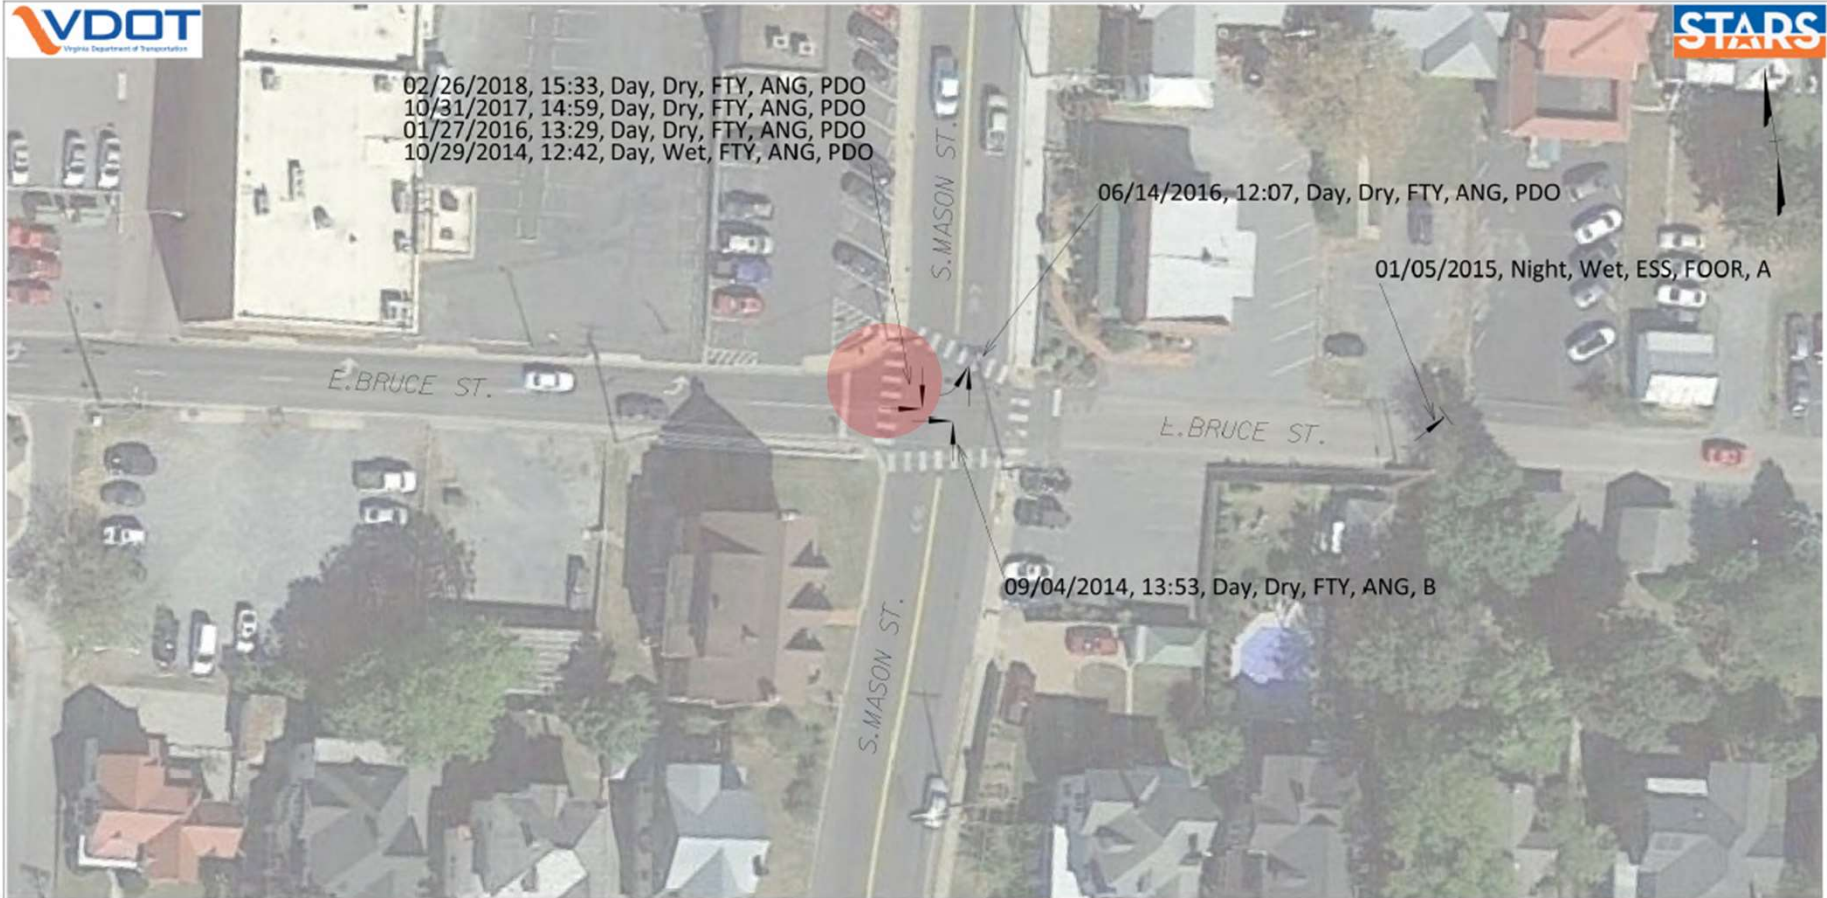 VDOT
Virginia Department of Transportation
STARS
02/26/2018, 15:33, Day, Dry, FTY, ANG, PDO
10/31/2017, 14:59, Day, Dry, FTY, ANG, PDO
01/27/2016, 13:29, Day, Dry, FTY, ANG, PDO
10/29/2014, 12:42, Day, Wet, FTY, ANG, PDO
S.MASON ST.
06/14/2016, 12:07, Day, Dry, FTY, ANG, PDO
01/05/2015, Night, Wet, ESS, FOOR, A
E.BRUCE ST.
E.BRUCE ST.
09/04/2014, 13:53, Day, Dry, FTY, ANG, B
S.MASON ST.